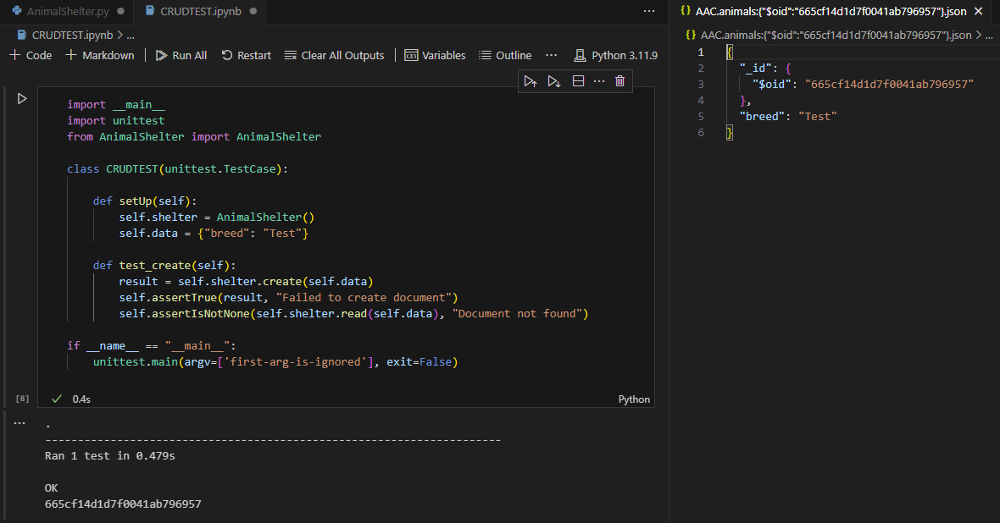 AnimalShelter.py
CRUDTEST.ipynb
CRUDTEST.ipynb > ...
Code
Markdown
Run All
Restart
Clear All Outputs
Variables
Outline
...
Python 3.11.9
import __main__
import unittest
from AnimalShelter import AnimalShelter
class CRUDTEST(unittest.TestCase):
def setUp(self):
self.shelter = AnimalShelter()
self.data = {"breed": "Test"}
def test_create(self):
result = self.shelter.create(self.data)
self.assertTrue(result, "Failed to create document")
self.assertIsNotNone(self.shelter.read(self.data), "Document not found")
if __name__ == "__main__":
unittest.main(argv=['first-arg-is-ignored'], exit=False)
[8]
0.4s
Python
.
----------------------------------------------------------------------
Ran 1 test in 0.479s
OK
665cf14d1d7f0041ab796957
{} AAC.animals:{"$oid":"665cf14d1d7f0041ab796957"}.json
{} AAC.animals:{"$oid":"665cf14d1d7f0041ab796957"}.json > ...
1 {
2 "_id": {
3 "$oid": "665cf14d1d7f0041ab796957"
4 },
5 "breed": "Test"
6 }